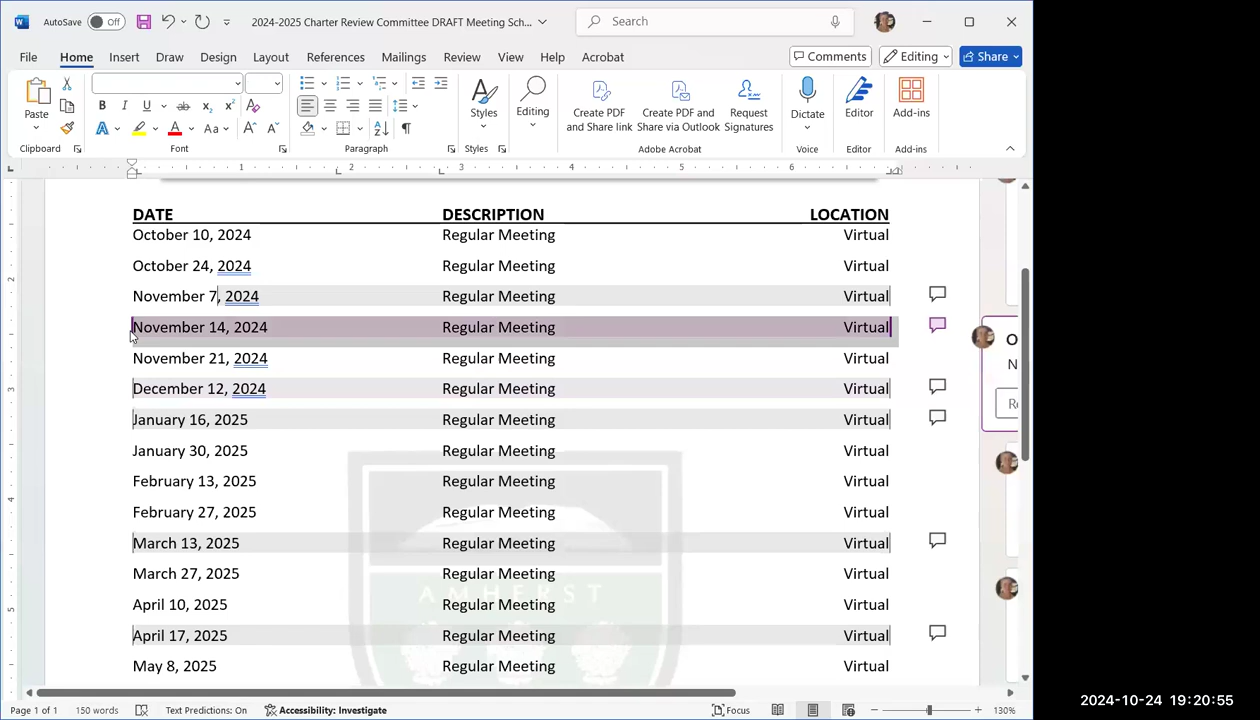 AutoSave Off 2024-2025 Charter Review Committee DRAFT Meeting Sch... Search
File Home Insert Draw Design Layout References Mailings Review View Help Acrobat Comments Editing Share
Paste Styles Editing Create PDF and Share link Create PDF and Share via Outlook Request Signatures Dictate Editor Add-ins
Clipboard Font Paragraph Styles Adobe Acrobat Voice Editor Add-ins
1 2 3 4 5 6
DATE DESCRIPTION LOCATION
October 10, 2024 Regular Meeting Virtual
October 24, 2024 Regular Meeting Virtual
November 7, 2024 Regular Meeting Virtual
November 14, 2024 Regular Meeting Virtual
November 21, 2024 Regular Meeting Virtual
December 12, 2024 Regular Meeting Virtual
January 16, 2025 Regular Meeting Virtual
January 30, 2025 Regular Meeting Virtual
February 13, 2025 Regular Meeting Virtual
February 27, 2025 Regular Meeting Virtual
March 13, 2025 Regular Meeting Virtual
March 27, 2025 Regular Meeting Virtual
AMHERST
April 10, 2025 Regular Meeting Virtual
April 17, 2025 Regular Meeting Virtual
May 8, 2025 Regular Meeting Virtual
Page 1 of 1 150 words Text Predictions: On Accessibility: Investigate Focus 130%
2024-10-24 19:20:55